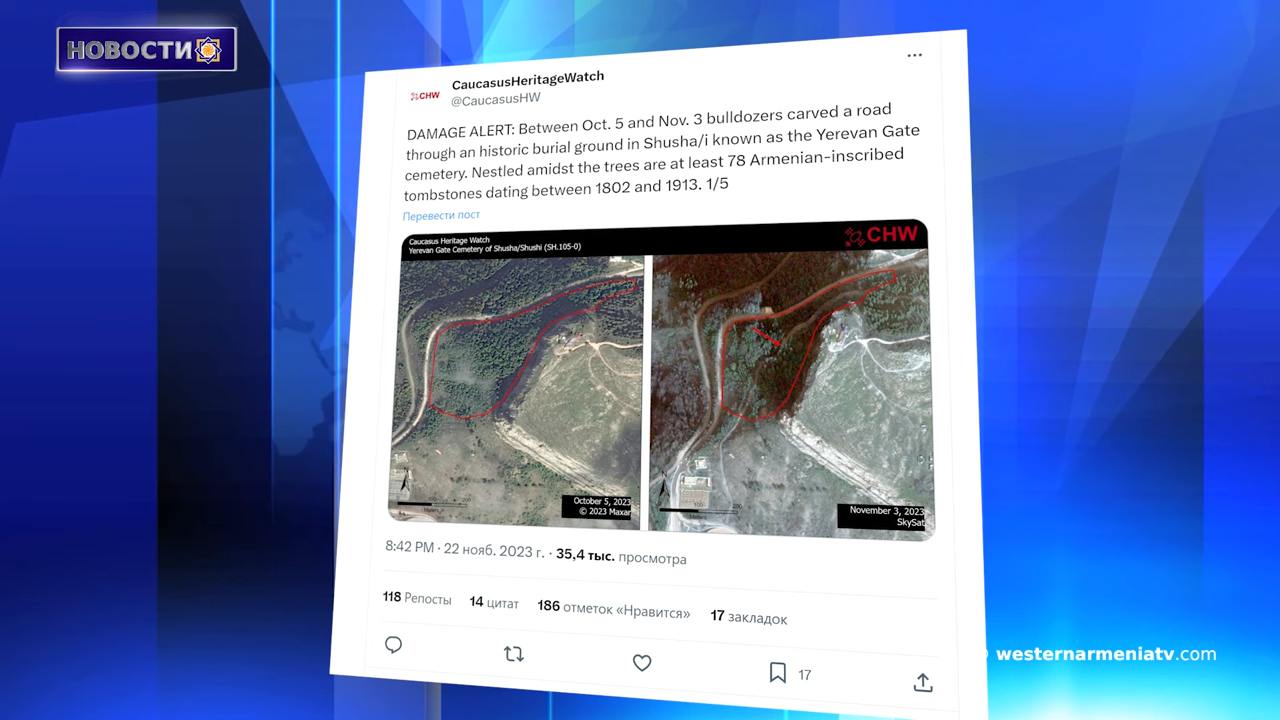 НОВОСТИ
CaucasusHeritageWatch
CHW
@CaucasusHW
DAMAGE ALERT: Between Oct. 5 and Nov. 3 bulldozers carved a road
through an historic burial ground in Shusha/i known as the Yerevan Gate
cemetery. Nestled amidst the trees are at least 78 Armenian-inscribed
tombstones dating between 1802 and 1913. 1/5
Перевести пост
Caucasus Heritage Watch
Yerevan Gate Cemetery of Shusha/Shushi (SH.105-0)
CHW
October 5, 2023
© 2023 Maxar
November 3, 2023
SkySat
8:42 PM · 22 нояб. 2023 г. · 35,4 тыс. просмотра
118 Репосты 14 цитат 186 отметок «Нравится» 17 закладок
17
westernarmeniatv.com